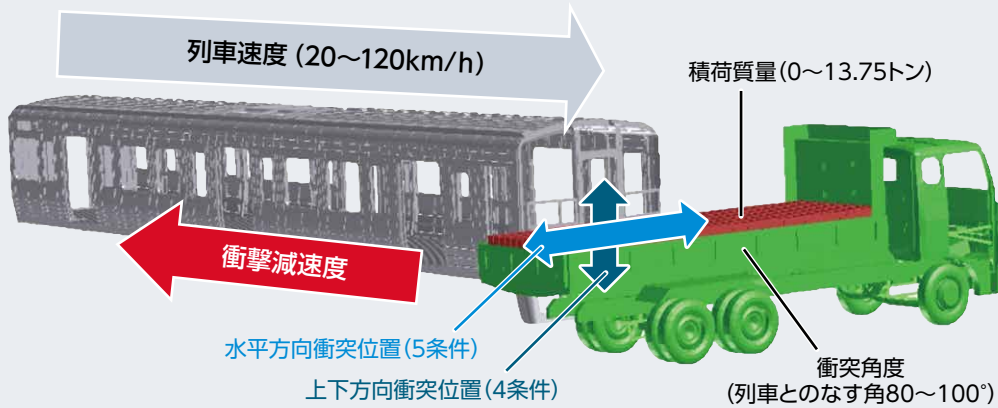 列車速度 (20～120km/h)
積荷質量(0～13.75トン)
衝撃減速度
水平方向衝突位置(5条件)
上下方向衝突位置(4条件)
衝突角度
(列車とのなす角80～100°)